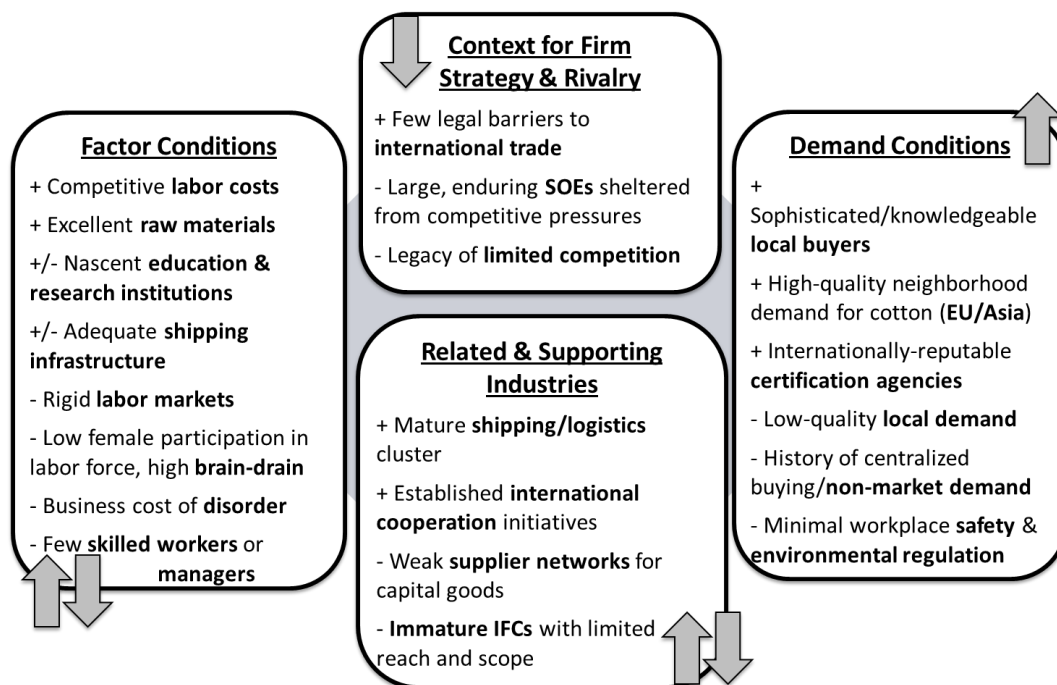 Context for Firm
Strategy & Rivalry
+ Few legal barriers to
international trade
- Large, enduring SOEs sheltered
from competitive pressures
- Legacy of limited competition
Factor Conditions
+ Competitive labor costs
+ Excellent raw materials
+/- Nascent education &
research institutions
+/- Adequate shipping
infrastructure
- Rigid labor markets
- Low female participation in
labor force, high brain-drain
- Business cost of disorder
- Few skilled workers or
managers
Demand Conditions
+
Sophisticated/knowledgeable
local buyers
+ High-quality neighborhood
demand for cotton (EU/Asia)
+ Internationally-reputable
certification agencies
- Low-quality local demand
- History of centralized
buying/non-market demand
- Minimal workplace safety &
environmental regulation
Related & Supporting
Industries
+ Mature shipping/logistics
cluster
+ Established international
cooperation initiatives
- Weak supplier networks for
capital goods
- Immature IFCs with limited
reach and scope